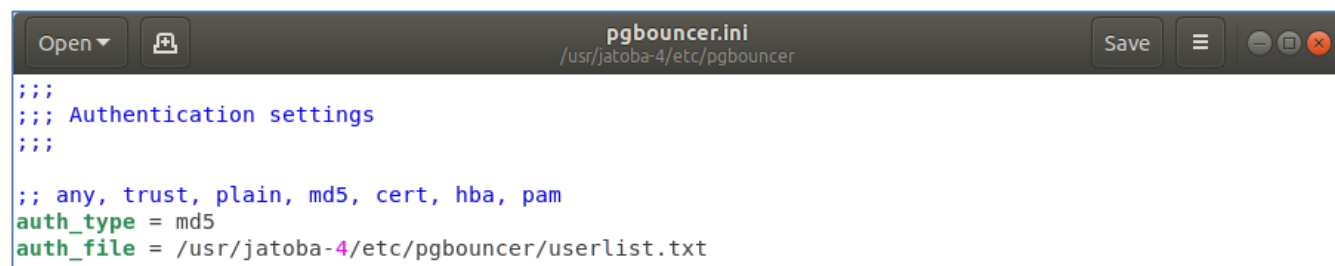 Open
pgbouncer.ini
/usr/jatoba-4/etc/pgbouncer
Save
;;;
;;; Authentication settings
;;;
;; any, trust, plain, md5, cert, hba, pam
auth_type = md5
auth_file = /usr/jatoba-4/etc/pgbouncer/userlist.txt